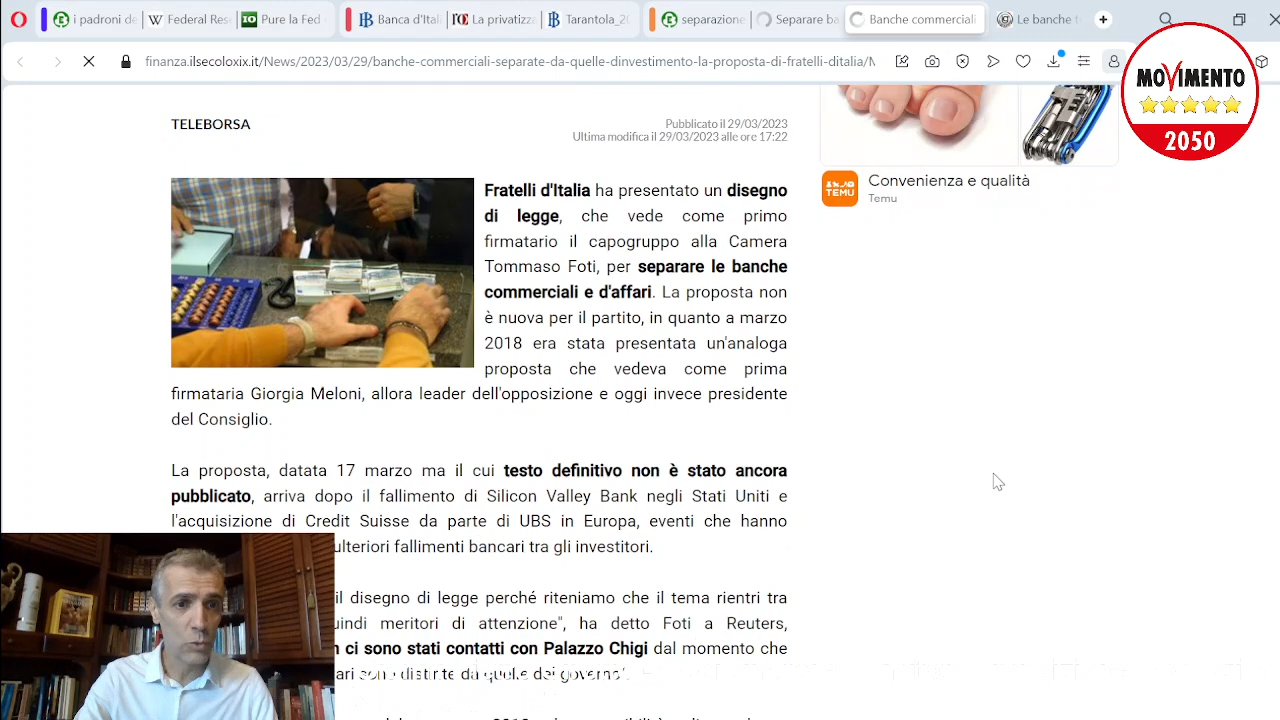 i padroni de
Federal Res
Pure la Fed
Banca d'Ital
La privatizz
Tarantola_20
separazione
Separare ba
Banche commerciali
Le banche t
finanza.ilsecoloxix.it/News/2023/03/29/banche-commerciali-separate-da-quelle-dinvestimento-la-proposta-di-fratelli-ditalia/
MOVIMENTO
2050
TELEBORSA
Pubblicato il 29/03/2023
Ultima modifica il 29/03/2023 alle ore 17:22
TEMU
Convenienza e qualità
Temu
Fratelli d'Italia ha presentato un disegno
di legge, che vede come primo
firmatario il capogruppo alla Camera
Tommaso Foti, per separare le banche
commerciali e d'affari. La proposta non
è nuova per il partito, in quanto a marzo
2018 era stata presentata un'analoga
proposta che vedeva come prima
firmataria Giorgia Meloni, allora leader dell'opposizione e oggi invece presidente
del Consiglio.
La proposta, datata 17 marzo ma il cui testo definitivo non è stato ancora
pubblicato, arriva dopo il fallimento di Silicon Valley Bank negli Stati Uniti e
l'acquisizione di Credit Suisse da parte di UBS in Europa, eventi che hanno
ulteriori fallimenti bancari tra gli investitori.
il disegno di legge perché riteniamo che il tema rientri tra
uindi meritori di attenzione", ha detto Foti a Reuters,
ci sono stati contatti con Palazzo Chigi dal momento che